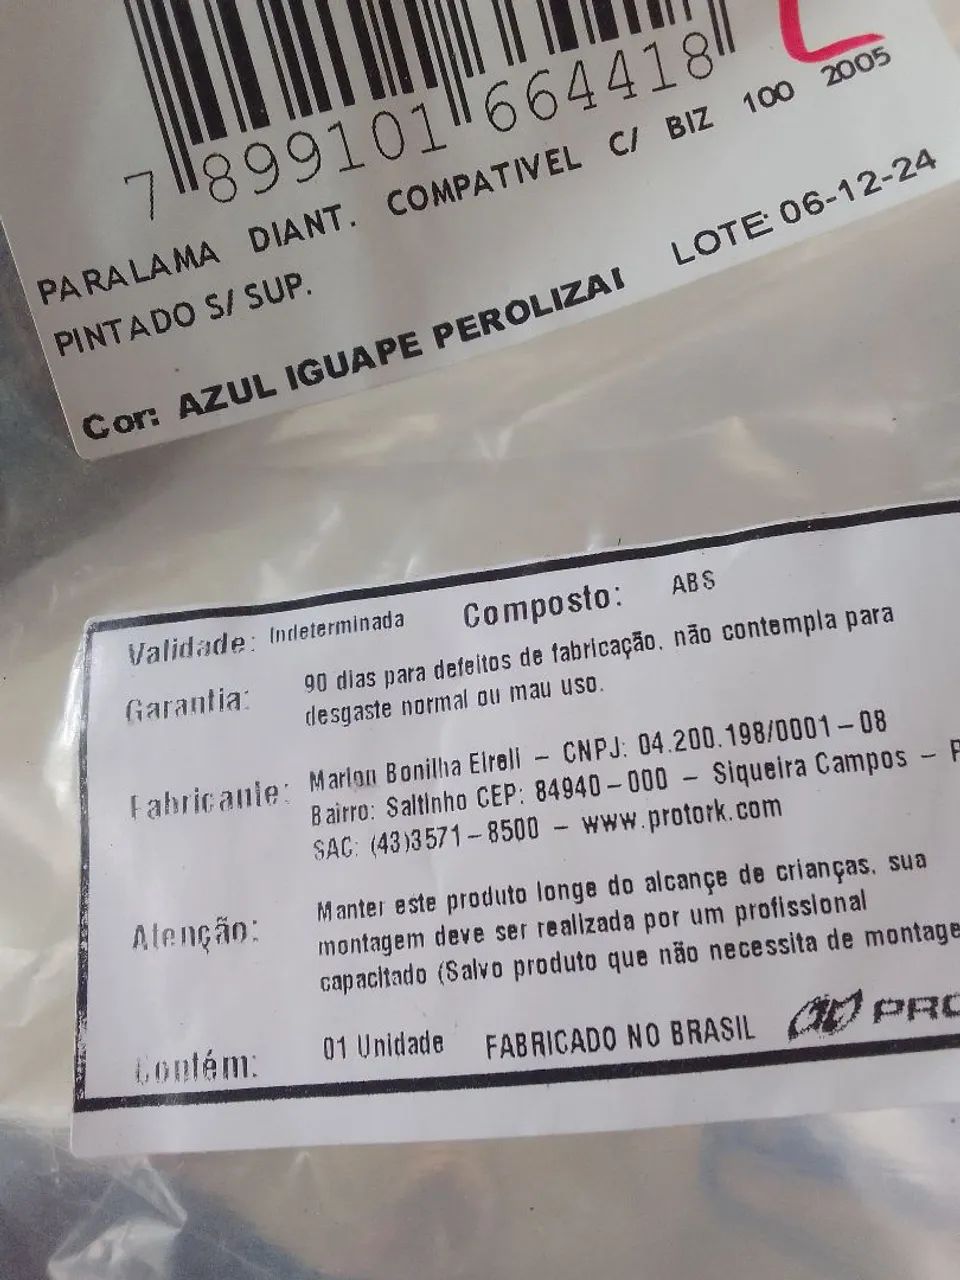 7 899101 664418
PARALAMA DIANT. COMPATIVEL C/ BIZ 100 2005
PINTADO S/ SUP.
LOTE: 06-12-24
Cor: AZUL IGUAPE PEROLIZA
Validade: Indeterminada Composto: ABS
Garantia: 90 dias para defeitos de fabricação, não contempla para
desgaste normal ou mau uso.
Fabricante: Marlon Bonilha Eireli – CNPJ: 04.200.198/0001–08
Bairro: Saltinho CEP: 84940–000 – Siqueira Campos – P
SAC: (43)3571–8500 – www.protork.com
Atenção: Manter este produto longe do alcançe de crianças, sua
montagem deve ser realizada por um profissional
capacitado (Salvo produto que não necessita de montage
Contém: 01 Unidade FABRICADO NO BRASIL PRO